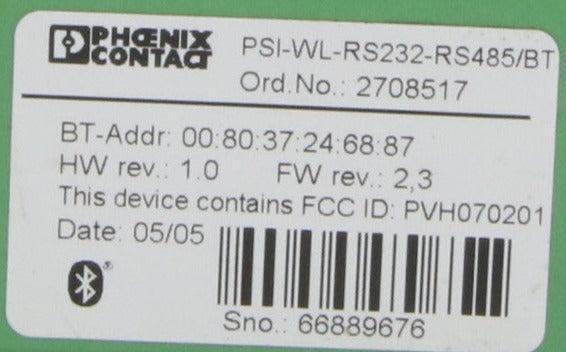 PHŒNIX CONTACT
PSI-WL-RS232-RS485/BT
Ord.No.: 2708517
BT-Addr: 00:80:37:24:68:87
HW rev.: 1.0 FW rev.: 2,3
This device contains FCC ID: PVH070201
Date: 05/05
Sno.: 66889676